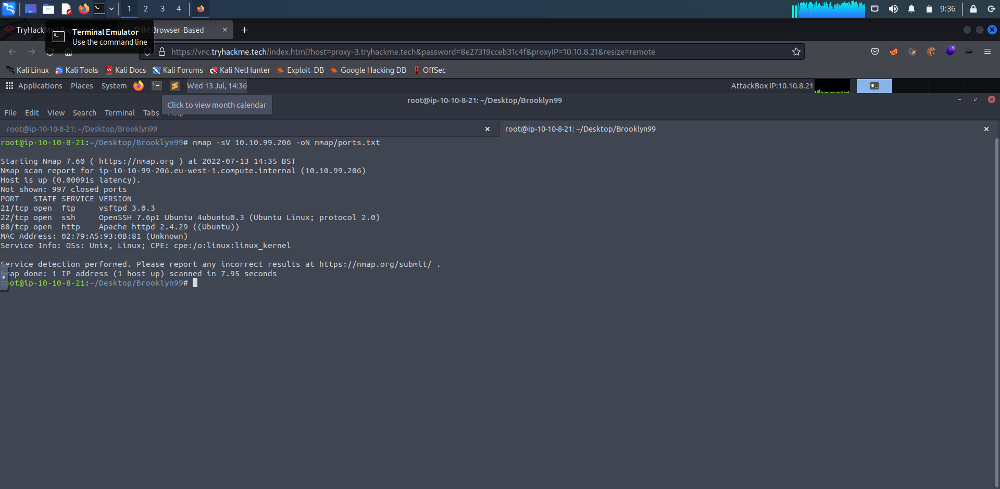 1 2 3 4 9:36
TryHackMe THM Browser-Based
Terminal Emulator
Use the command line
https://vnc.tryhackme.tech/index.html?host=proxy-3.tryhackme.tech&password=8e27319cceb31c4f&proxyIP=10.10.8.21&resize=remote 3
Kali Linux Kali Tools Kali Docs Kali Forums Kali NetHunter Exploit-DB Google Hacking DB OffSec
Applications Places System Wed 13 Jul, 14:36 AttackBox IP:10.10.8.21
root@ip-10-10-8-21: ~/Desktop/Brooklyn99
Click to view month calendar
File Edit View Search Terminal Tabs Help
root@ip-10-10-8-21: ~/Desktop/Brooklyn99 root@ip-10-10-8-21: ~/Desktop/Brooklyn99
root@ip-10-10-8-21:~/Desktop/Brooklyn99# nmap -sV 10.10.99.206 -oN nmap/ports.txt
Starting Nmap 7.60 ( https://nmap.org ) at 2022-07-13 14:35 BST
Nmap scan report for ip-10-10-99-206.eu-west-1.compute.internal (10.10.99.206)
Host is up (0.00091s latency).
Not shown: 997 closed ports
PORT STATE SERVICE VERSION
21/tcp open ftp vsftpd 3.0.3
22/tcp open ssh OpenSSH 7.6p1 Ubuntu 4ubuntu0.3 (Ubuntu Linux; protocol 2.0)
80/tcp open http Apache httpd 2.4.29 ((Ubuntu))
MAC Address: 02:79:A5:93:0B:81 (Unknown)
Service Info: OSs: Unix, Linux; CPE: cpe:/o:linux:linux_kernel
Service detection performed. Please report any incorrect results at https://nmap.org/submit/ .
Nmap done: 1 IP address (1 host up) scanned in 7.95 seconds
root@ip-10-10-8-21:~/Desktop/Brooklyn99#